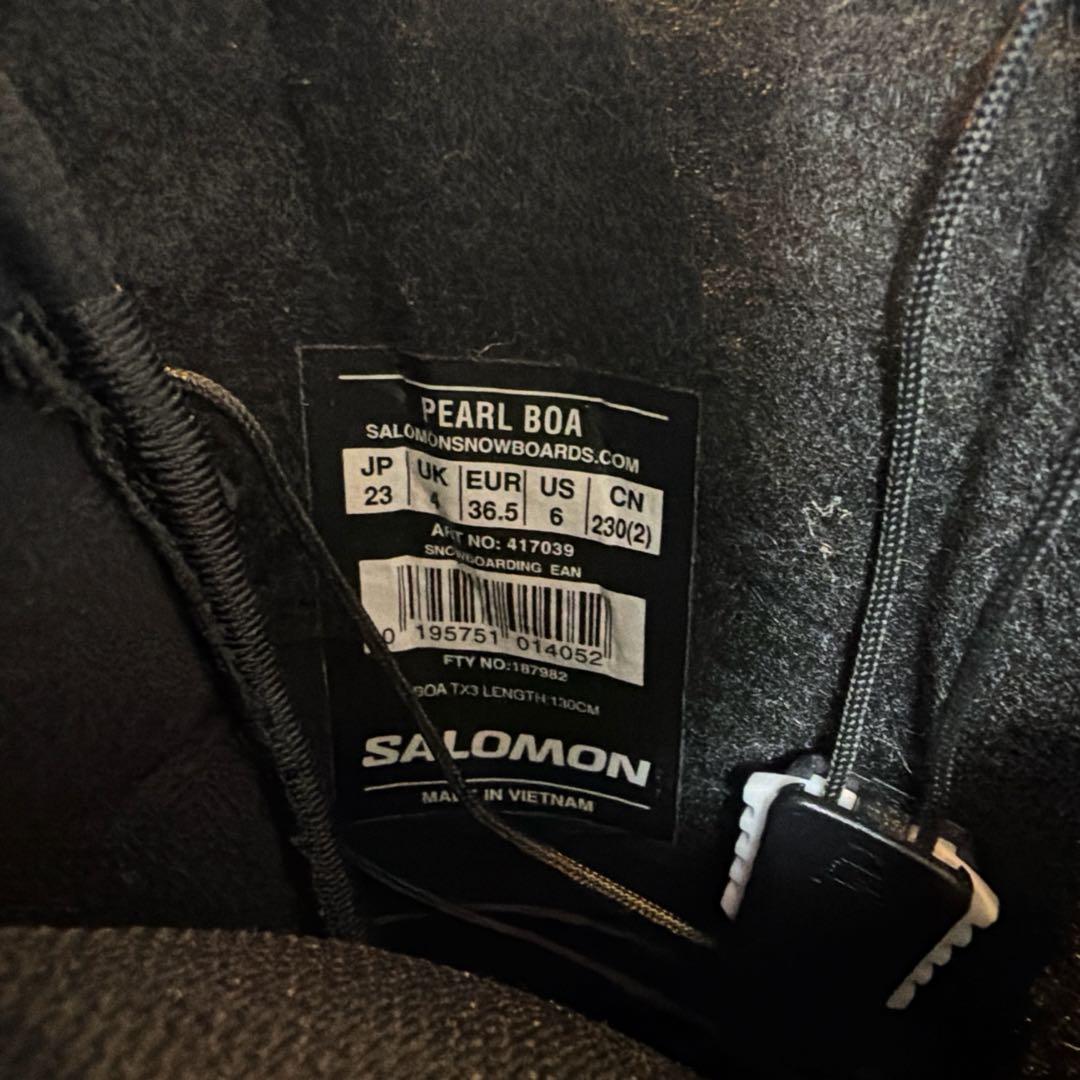 PEARL BOA
SALOMONSNOWBOARDS.COM
JP UK EUR US CN
23 4 36.5 6 230(2)
ART NO: 417039
SNOWBOARDING EAN
0 195751 014052
FTY NO:187982
BOA TX3 LENGTH:130CM
SALOMON
MADE IN VIETNAM